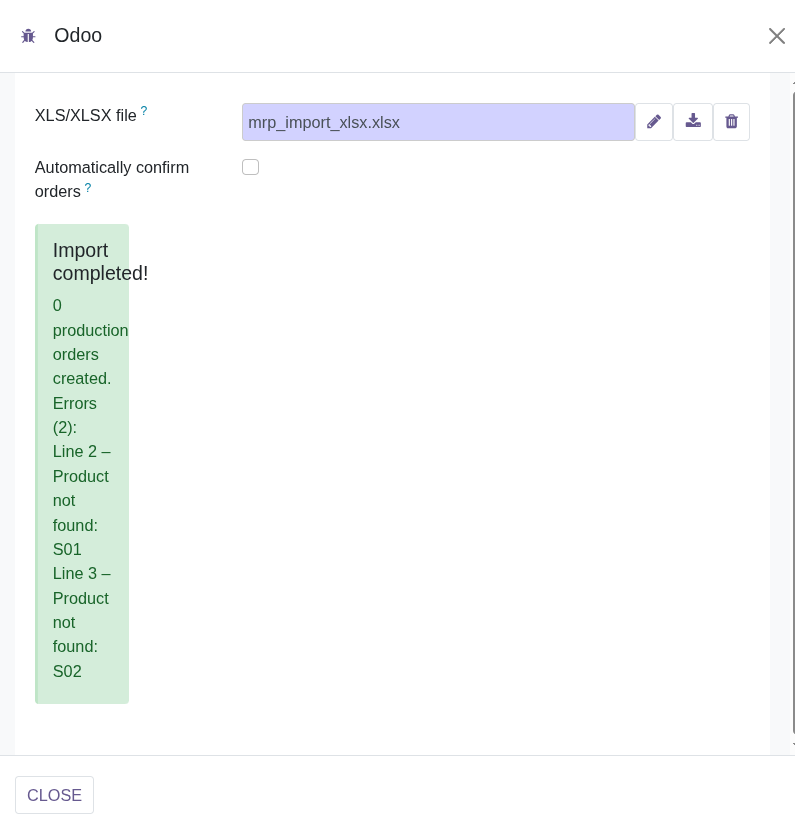 Odoo
XLS/XLSX file ?
mrp_import_xlsx.xlsx
Automatically confirm
orders ?
Import
completed!
0
production
orders
created.
Errors
(2):
Line 2 –
Product
not
found:
S01
Line 3 –
Product
not
found:
S02
CLOSE